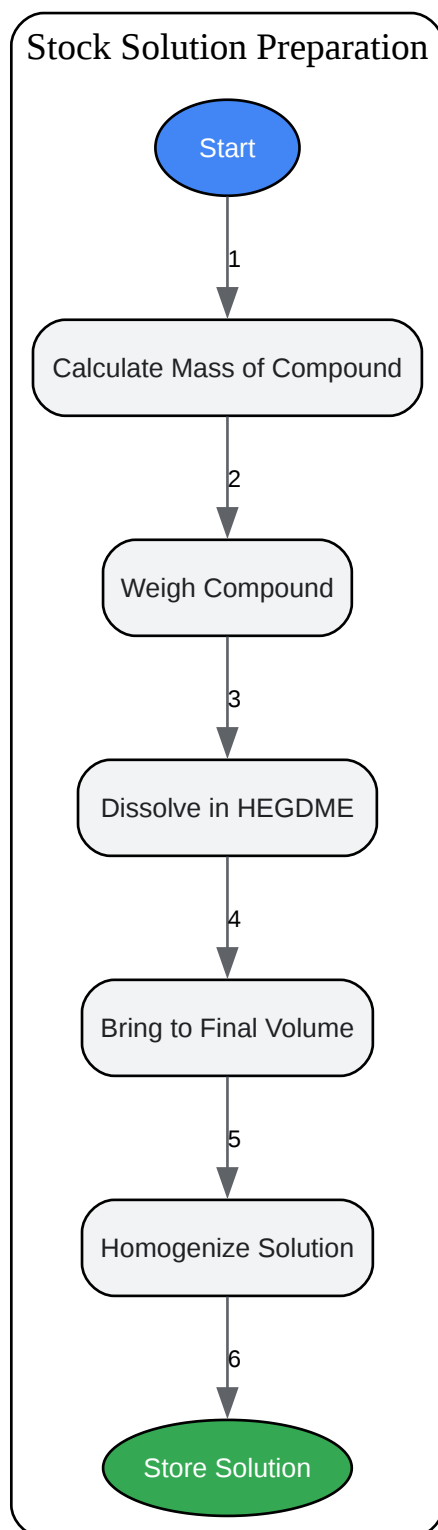 Stock Solution Preparation
Start
1
Calculate Mass of Compound
2
Weigh Compound
3
Dissolve in HEGDME
4
Bring to Final Volume
5
Homogenize Solution
6
Store Solution